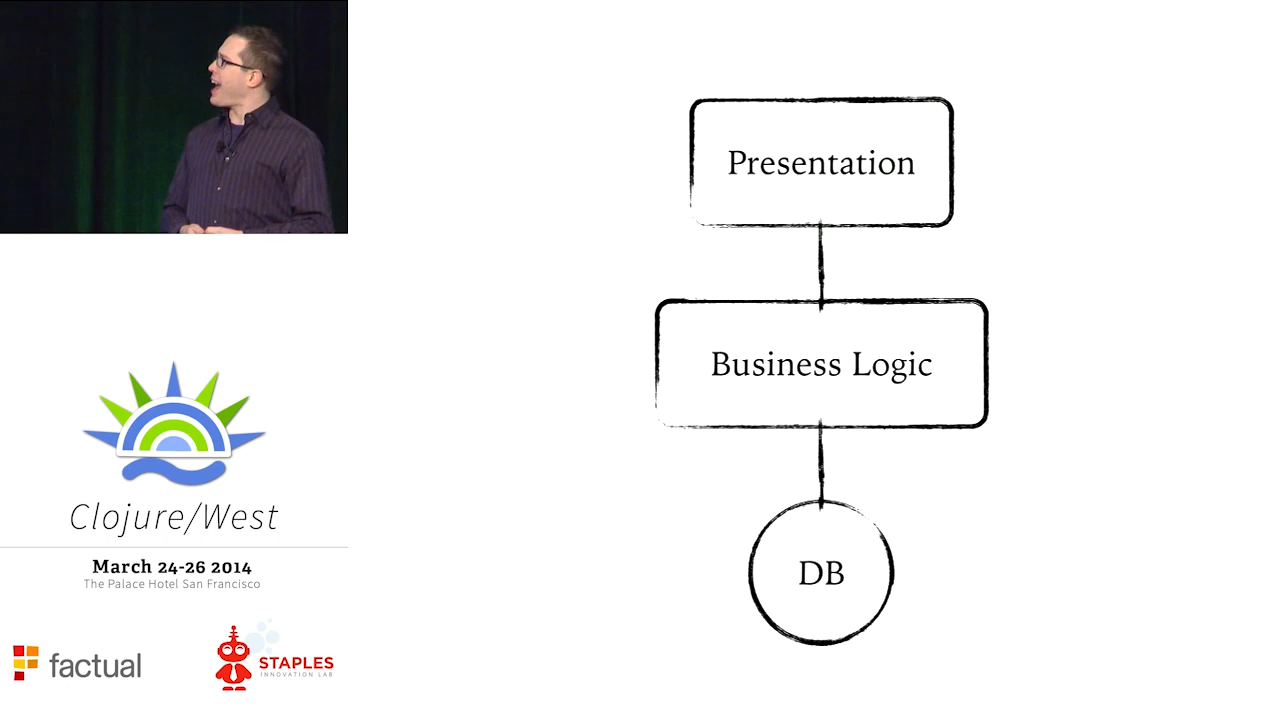 Presentation
Business Logic
DB
Clojure/West
March 24-26 2014
The Palace Hotel San Francisco
factual
STAPLES
INNOVATION LAB